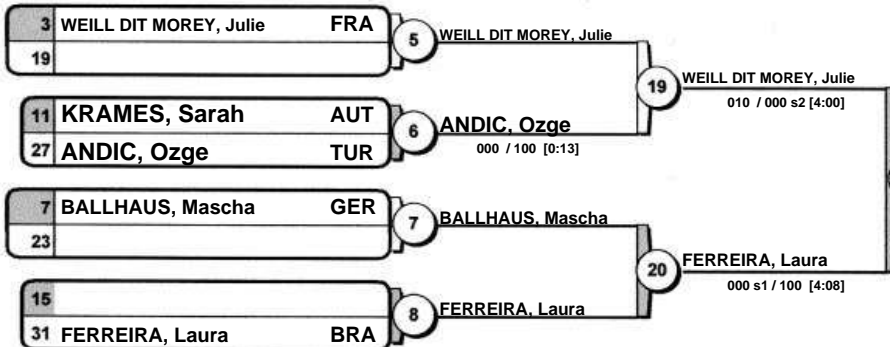 3 WEILL DIT MOREY, Julie FRA
19
5
WEILL DIT MOREY, Julie
11 KRAMES, Sarah AUT
27 ANDIC, Ozge TUR
6
ANDIC, Ozge
000 / 100 [0:13]
19
WEILL DIT MOREY, Julie
010 / 000 s2 [4:00]
7 BALLHAUS, Mascha GER
23
7
BALLHAUS, Mascha
15
31 FERREIRA, Laura BRA
8
FERREIRA, Laura
20
FERREIRA, Laura
000 s1 / 100 [4:08]